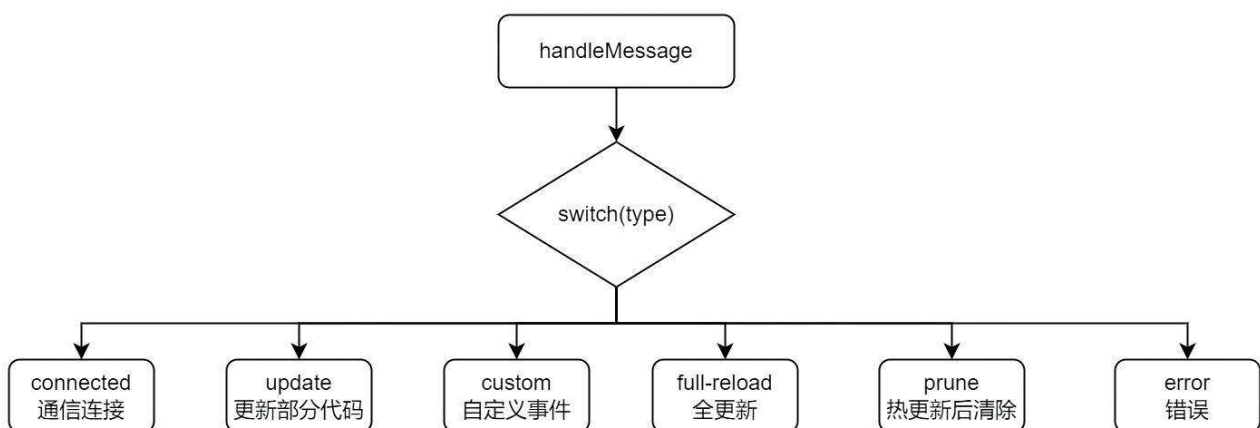 handleMessage
switch(type)
connected
通信连接
update
更新部分代码
custom
自定义事件
full-reload
全更新
prune
热更新后清除
error
错误